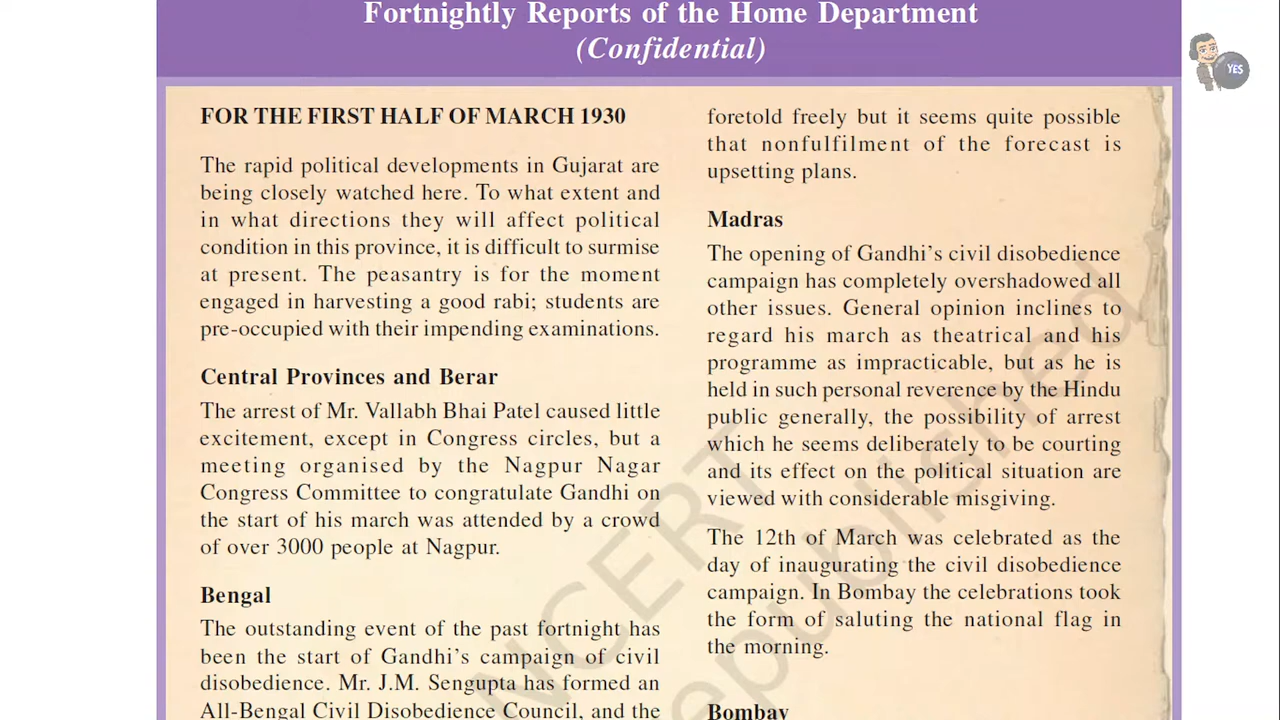 Fortnightly Reports of the Home Department
(Confidential)
YES
FOR THE FIRST HALF OF MARCH 1930
The rapid political developments in Gujarat are
being closely watched here. To what extent and
in what directions they will affect political
condition in this province, it is difficult to surmise
at present. The peasantry is for the moment
engaged in harvesting a good rabi; students are
pre-occupied with their impending examinations.
Central Provinces and Berar
The arrest of Mr. Vallabh Bhai Patel caused little
excitement, except in Congress circles, but a
meeting organised by the Nagpur Nagar
Congress Committee to congratulate Gandhi on
the start of his march was attended by a crowd
of over 3000 people at Nagpur.
Bengal
The outstanding event of the past fortnight has
been the start of Gandhi's campaign of civil
disobedience. Mr. J.M. Sengupta has formed an
All-Bengal Civil Disobedience Council, and the
foretold freely but it seems quite possible
that nonfulfilment of the forecast is
upsetting plans.
Madras
The opening of Gandhi's civil disobedience
campaign has completely overshadowed all
other issues. General opinion inclines to
regard his march as theatrical and his
programme as impracticable, but as he is
held in such personal reverence by the Hindu
public generally, the possibility of arrest
which he seems deliberately to be courting
and its effect on the political situation are
viewed with considerable misgiving.
The 12th of March was celebrated as the
day of inaugurating the civil disobedience
campaign. In Bombay the celebrations took
the form of saluting the national flag in
the morning.
Bombay
NCERT
republished